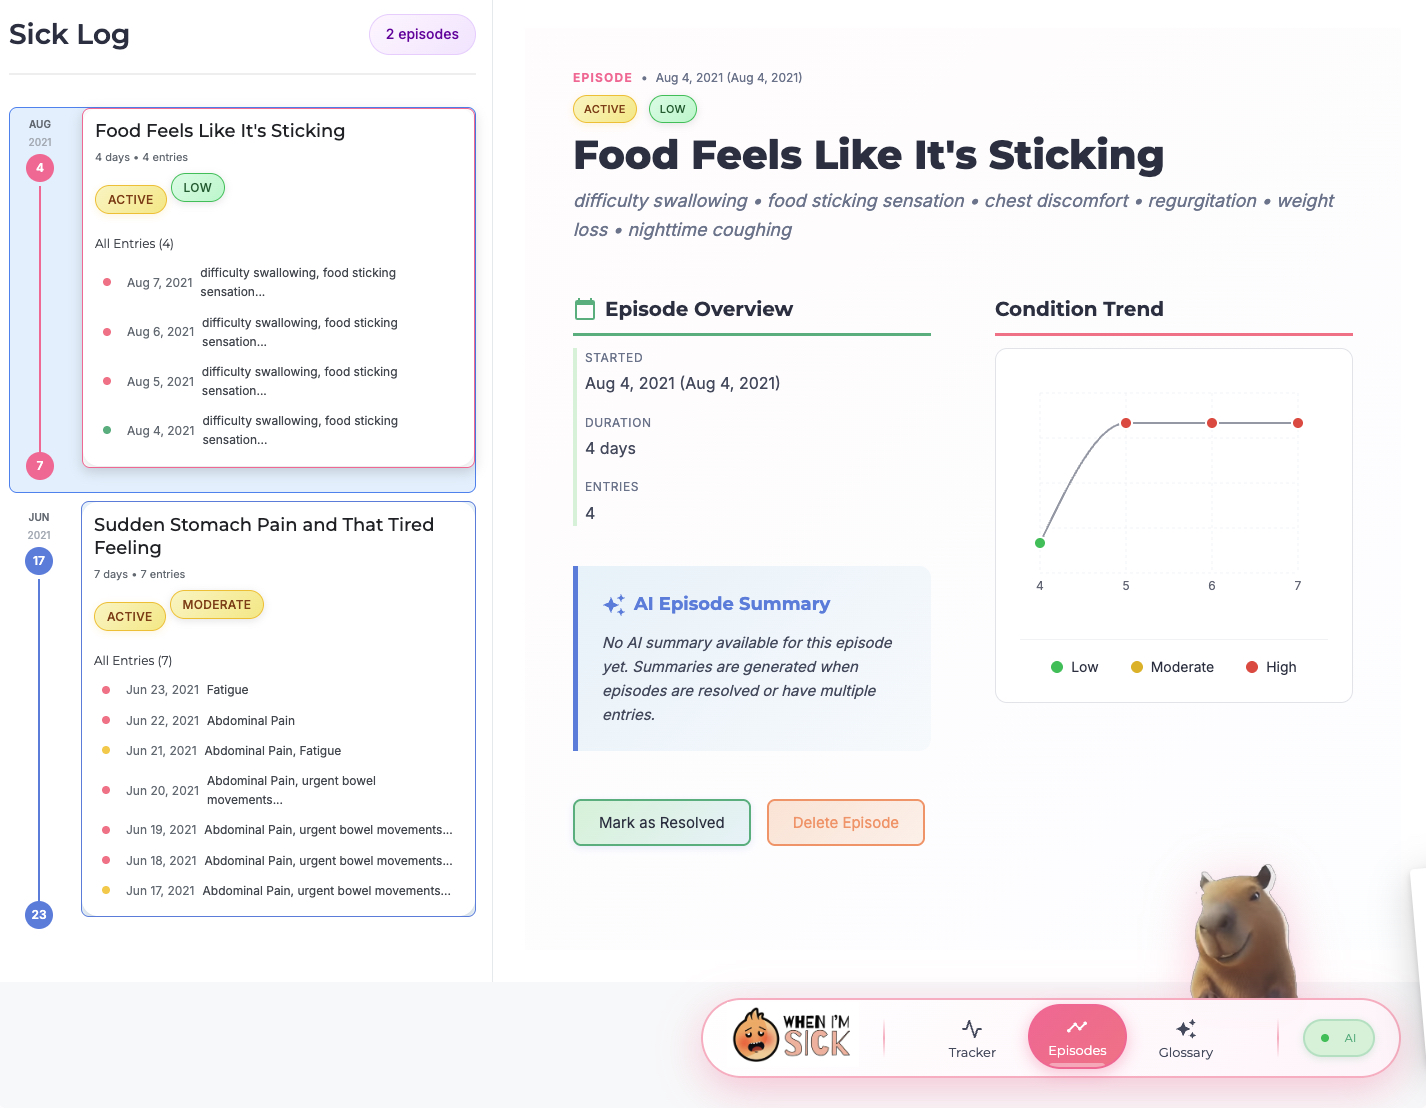 Sick Log
2 episodes
AUG
2021
4
7
Food Feels Like It's Sticking
4 days • 4 entries
ACTIVE
LOW
All Entries (4)
Aug 7, 2021 difficulty swallowing, food sticking
sensation...
Aug 6, 2021 difficulty swallowing, food sticking
sensation...
Aug 5, 2021 difficulty swallowing, food sticking
sensation...
Aug 4, 2021 difficulty swallowing, food sticking
sensation...
JUN
2021
17
23
Sudden Stomach Pain and That Tired
Feeling
7 days • 7 entries
ACTIVE
MODERATE
All Entries (7)
Jun 23, 2021 Fatigue
Jun 22, 2021 Abdominal Pain
Jun 21, 2021 Abdominal Pain, Fatigue
Jun 20, 2021 Abdominal Pain, urgent bowel
movements...
Jun 19, 2021 Abdominal Pain, urgent bowel movements...
Jun 18, 2021 Abdominal Pain, urgent bowel movements...
Jun 17, 2021 Abdominal Pain, urgent bowel movements...
EPISODE • Aug 4, 2021 (Aug 4, 2021)
ACTIVE LOW
Food Feels Like It's Sticking
difficulty swallowing • food sticking sensation • chest discomfort • regurgitation • weight
loss • nighttime coughing
Episode Overview
STARTED
Aug 4, 2021 (Aug 4, 2021)
DURATION
4 days
ENTRIES
4
AI Episode Summary
No AI summary available for this episode
yet. Summaries are generated when
episodes are resolved or have multiple
entries.
Mark as Resolved
Delete Episode
Condition Trend
4 5 6 7
Low Moderate High
WHEN I'M
SICK
Tracker
Episodes
Glossary
AI